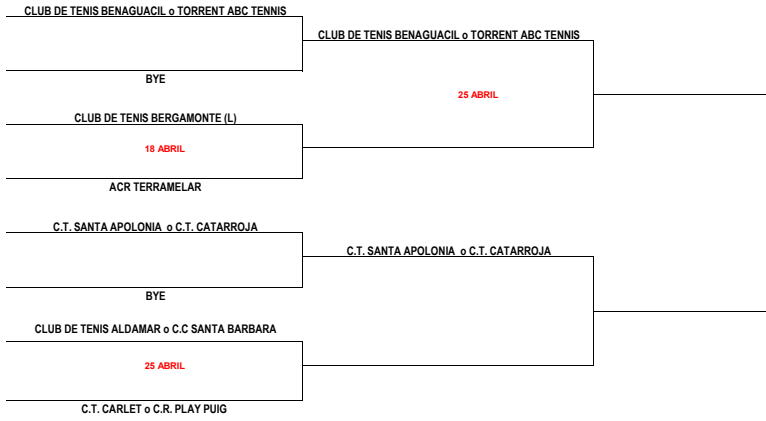 CLUB DE TENIS BENAGUACIL o TORRENT ABC TENNIS
CLUB DE TENIS BENAGUACIL o TORRENT ABC TENNIS
BYE
25 ABRIL
CLUB DE TENIS BERGAMONTE (L)
18 ABRIL
ACR TERRAMELAR
C.T. SANTA APOLONIA o C.T. CATARROJA
C.T. SANTA APOLONIA o C.T. CATARROJA
BYE
CLUB DE TENIS ALDAMAR o C.C SANTA BARBARA
25 ABRIL
C.T. CARLET o C.R. PLAY PUIG